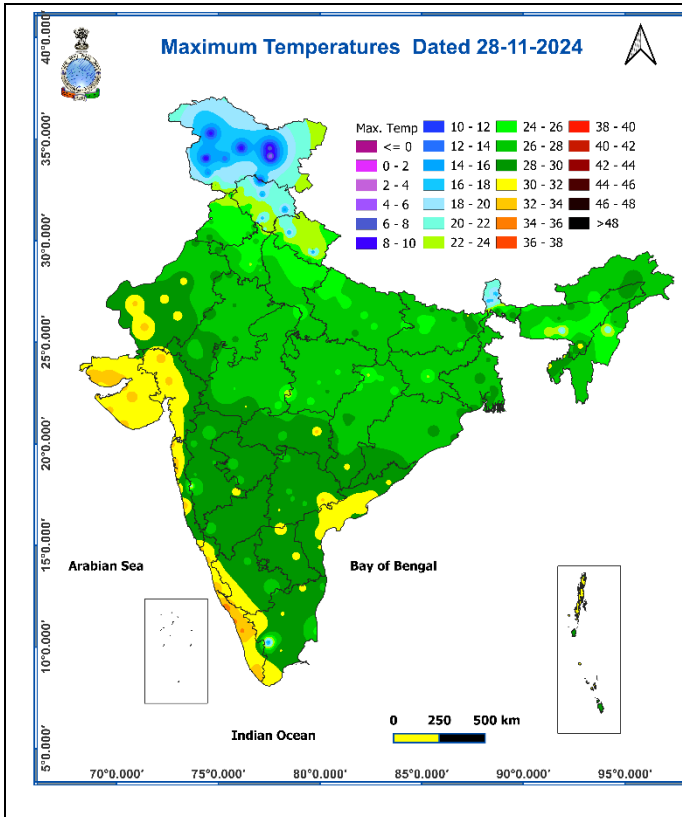 Maximum Temperatures Dated 28-11-2024
Max. Temp
<= 0
0 - 2
2 - 4
4 - 6
6 - 8
8 - 10
10 - 12
12 - 14
14 - 16
16 - 18
18 - 20
20 - 22
22 - 24
24 - 26
26 - 28
28 - 30
30 - 32
32 - 34
34 - 36
36 - 38
38 - 40
40 - 42
42 - 44
44 - 46
46 - 48
>48
40°0.000'
35°0.000'
30°0.000'
25°0.000'
20°0.000'
15°0.000'
10°0.000'
5°0.000'
Arabian Sea
Bay of Bengal
Indian Ocean
0 250 500 km
70°0.000' 75°0.000' 80°0.000' 85°0.000' 90°0.000' 95°0.000'